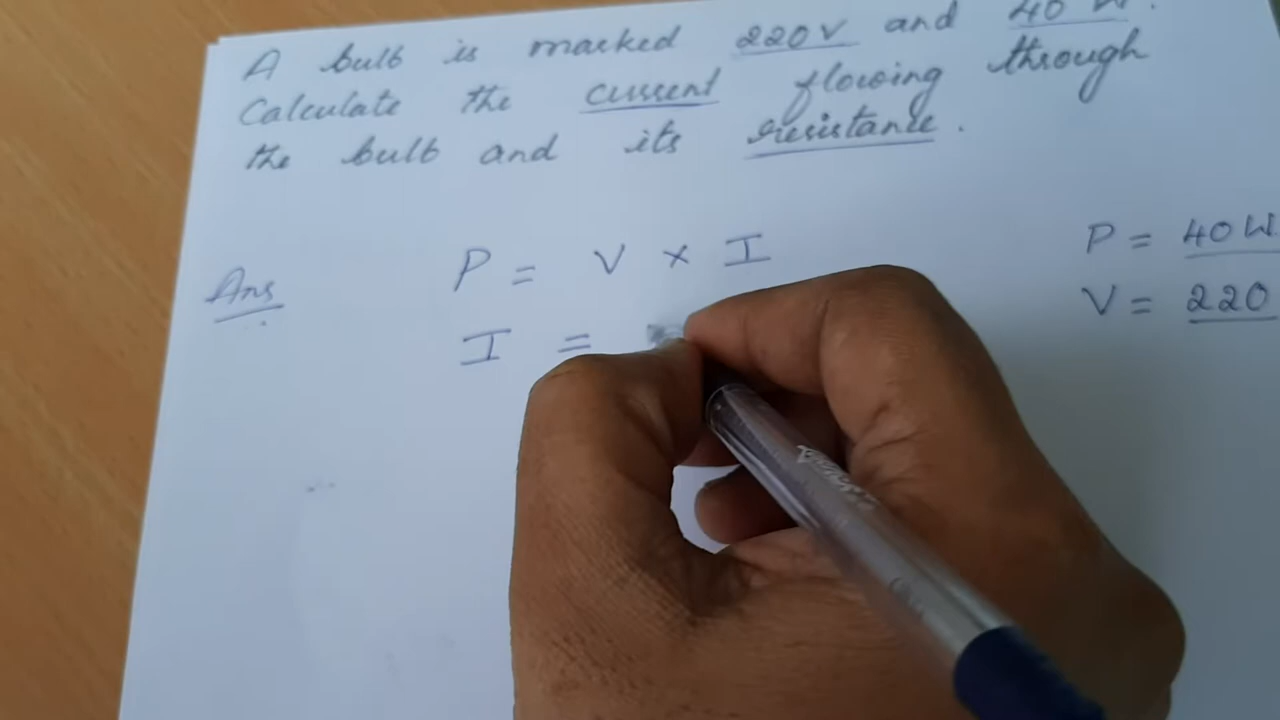 A bulb is marked 220V and 40 W.
Calculate the current flowing through
the bulb and its resistance.
Ans
P = V × I
I =
P = 40 W.
V = 220